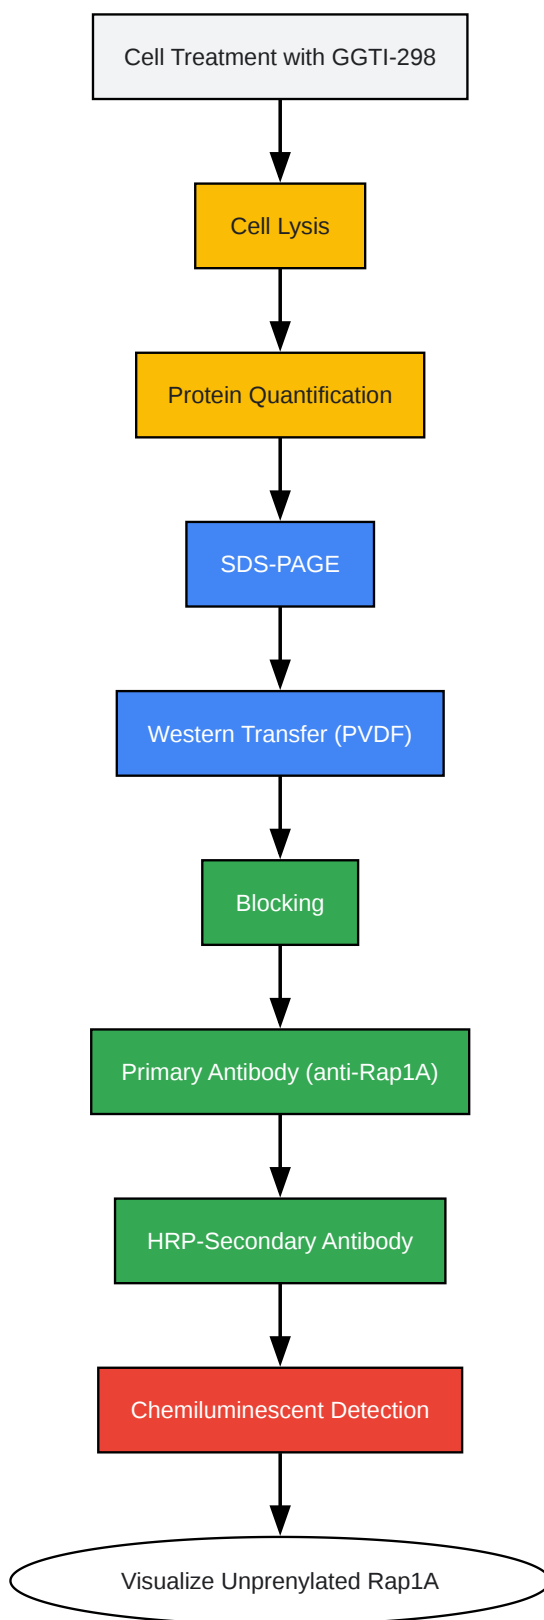 Cell Treatment with GGTI-298
Cell Lysis
Protein Quantification
SDS-PAGE
Western Transfer (PVDF)
Blocking
Primary Antibody (anti-Rap1A)
HRP-Secondary Antibody
Chemiluminescent Detection
Visualize Unprenylated Rap1A